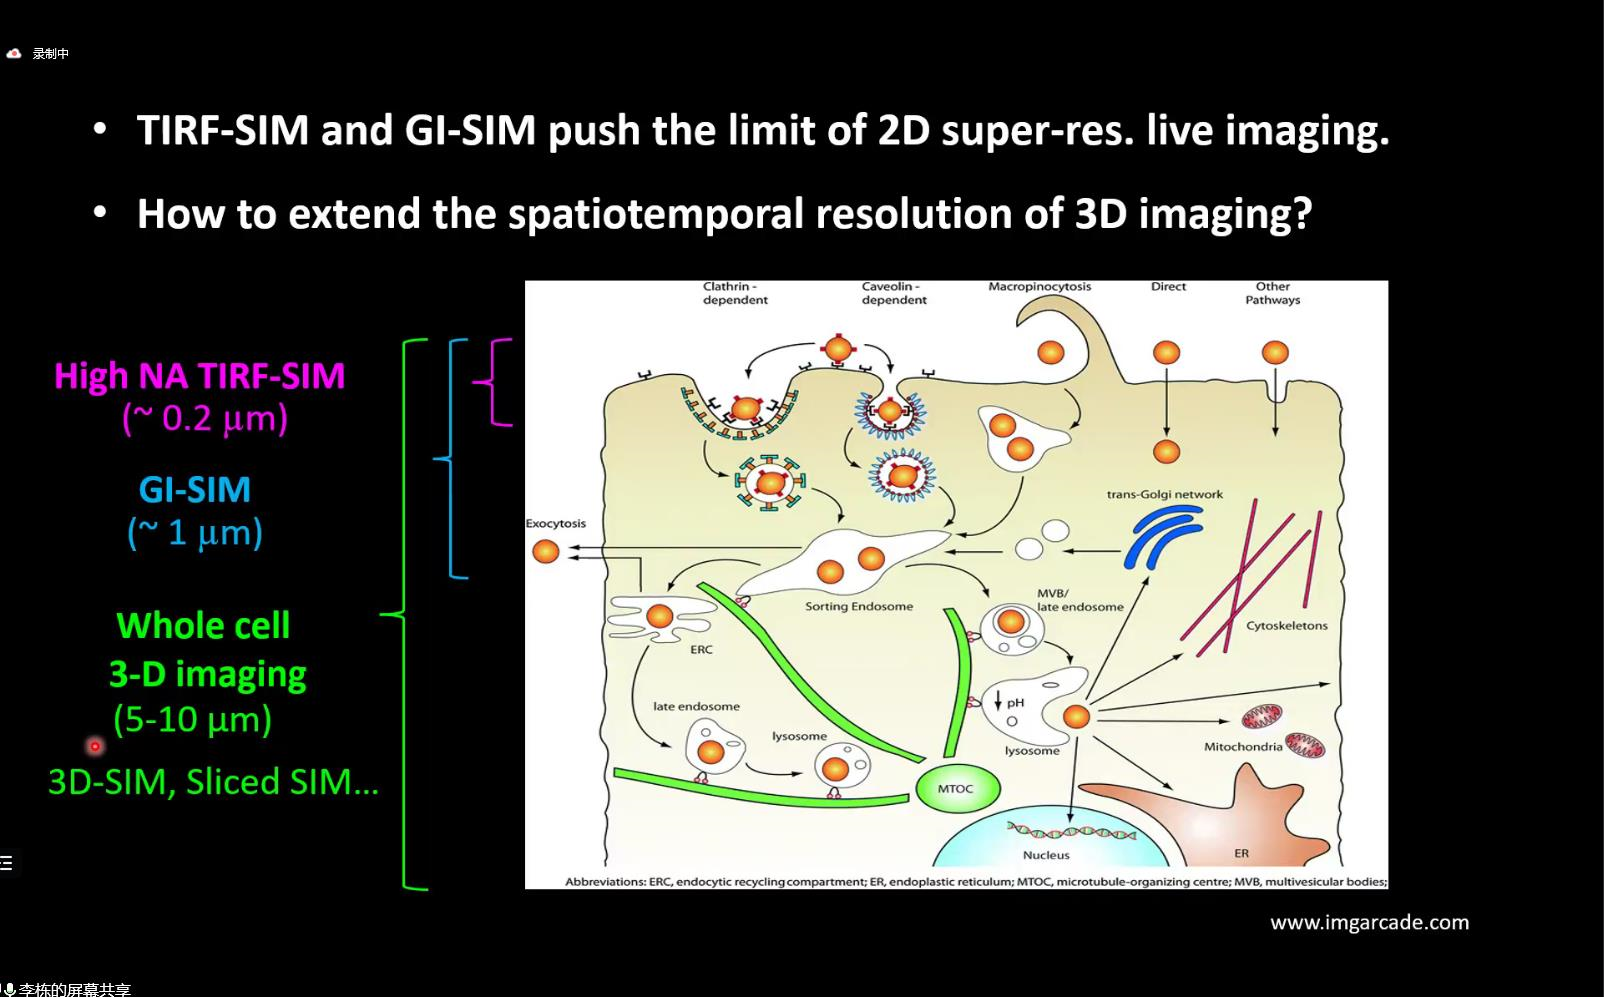 录制中
• TIRF-SIM and GI-SIM push the limit of 2D super-res. live imaging.
• How to extend the spatiotemporal resolution of 3D imaging?
High NA TIRF-SIM
(~ 0.2 μm)
GI-SIM
(~ 1 μm)
Whole cell
3-D imaging
(5-10 μm)
3D-SIM, Sliced SIM...
Clathrin -
dependent
Caveolin -
dependent
Macropinocytosis
Direct
Other
Pathways
trans-Golgi network
Exocytosis
Sorting Endosome
MVB/
late endosome
Cytoskeletons
ERC
pH
late endosome
lysosome
lysosome
Mitochondria
MTOC
Nucleus
ER
Abbreviations: ERC, endocytic recycling compartment; ER, endoplastic reticulum; MTOC, microtubule-organizing centre; MVB, multivesicular bodies;
www.imgarcade.com
李栋的屏幕共享